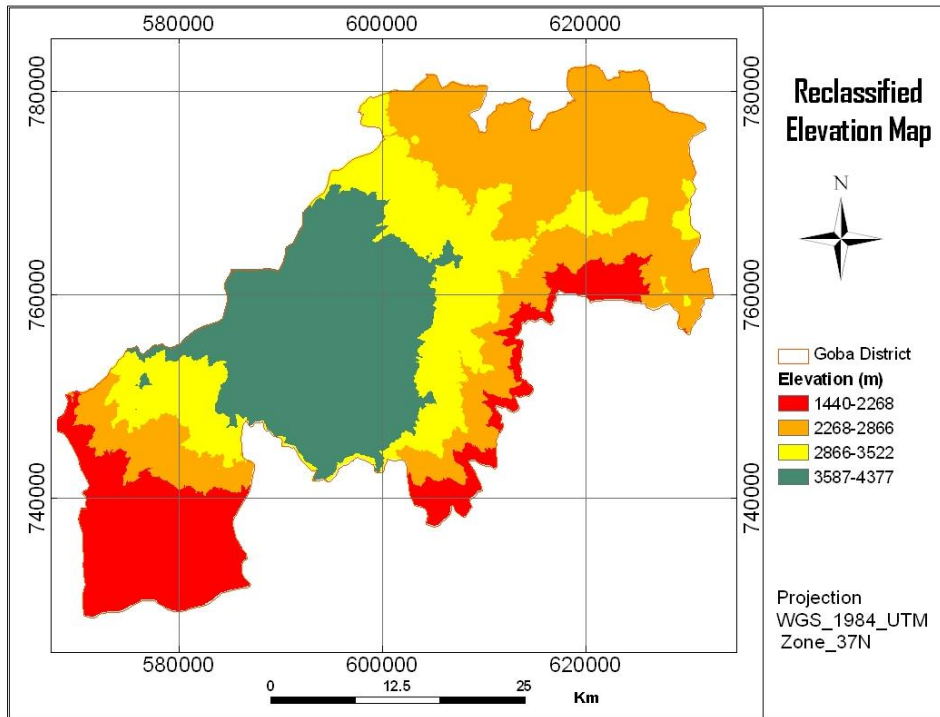 580000 600000 620000
780000 780000
760000 760000
740000 740000
580000 600000 620000
0 12.5 25
Km
Reclassified
Elevation Map
N
Goba District
Elevation (m)
1440-2268
2268-2866
2866-3522
3587-4377
Projection
WGS_1984_UTM
Zone_37N